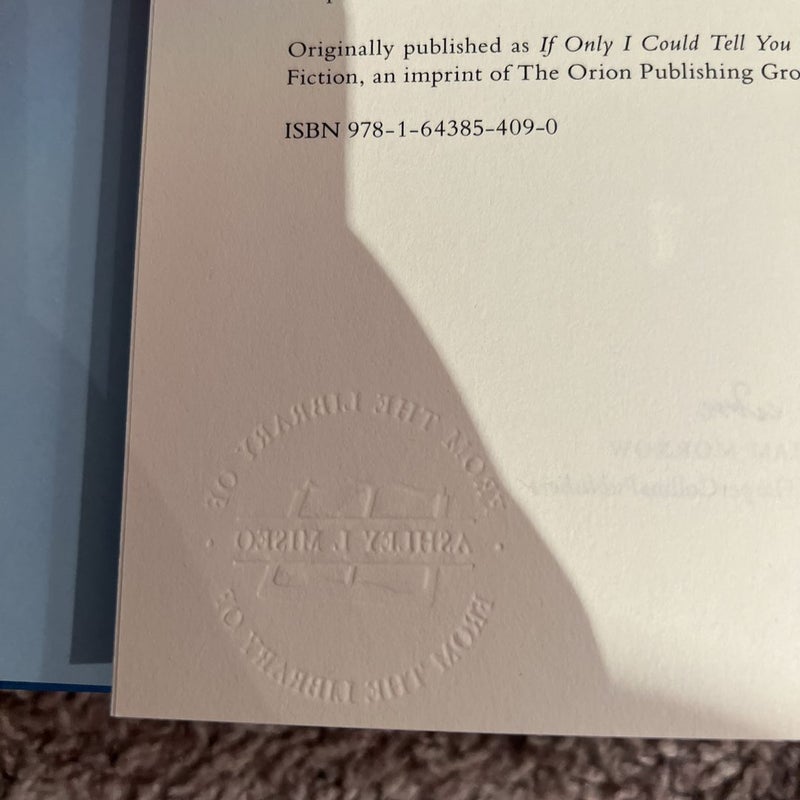 Originally published as If Only I Could Tell You
Fiction, an imprint of The Orion Publishing Gro
ISBN 978-1-64385-409-0
FROM THE LIBRARY OF
ASHLEY J. MISEO
FROM THE LIBRARY OF